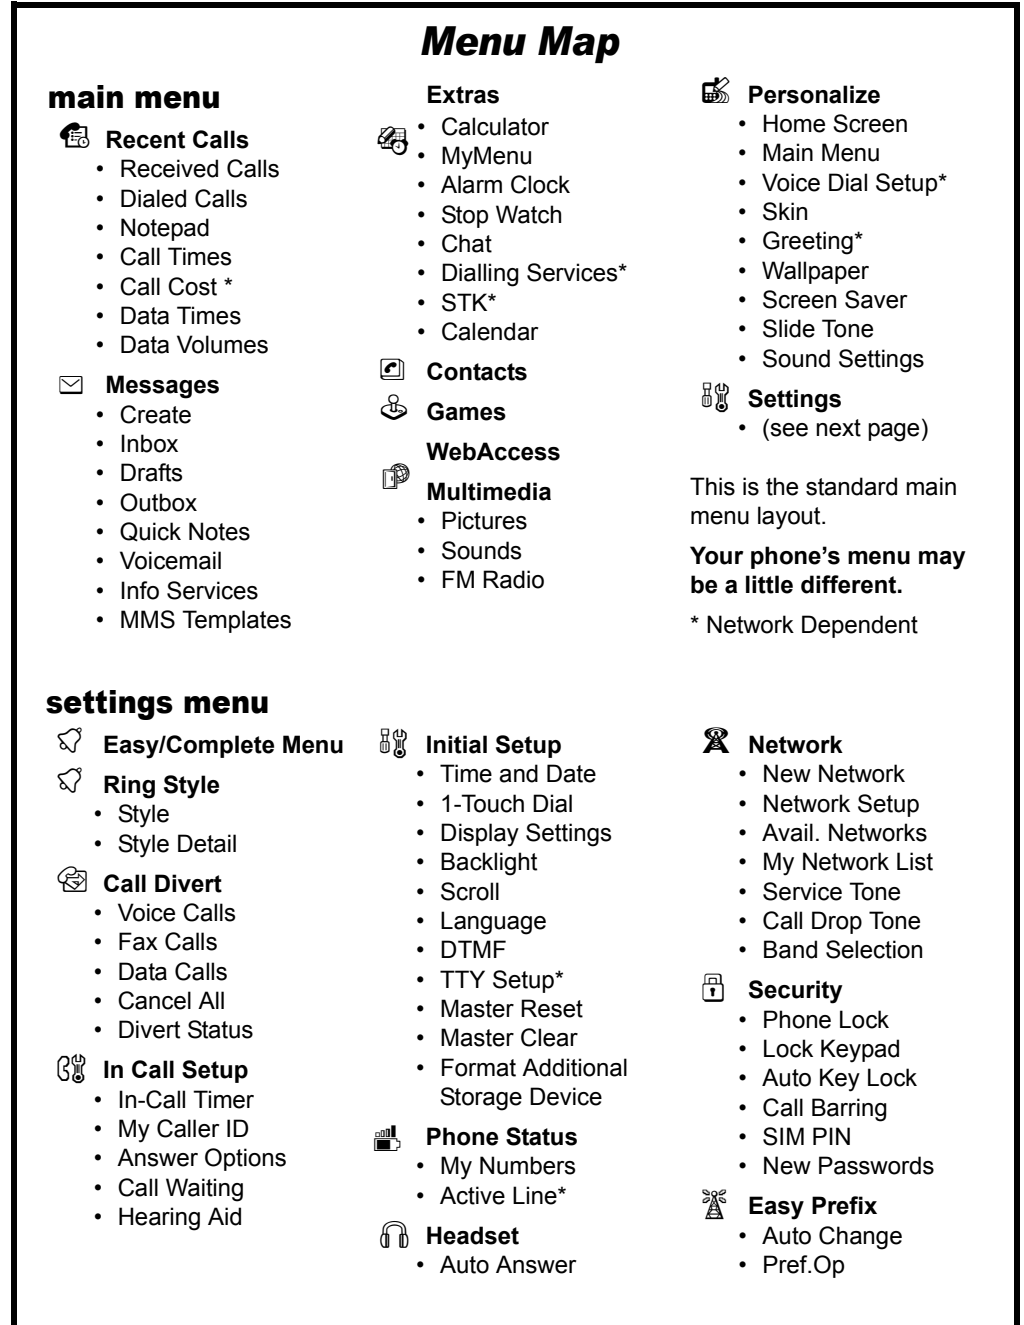 Menu Map
main menu
Recent Calls
• Received Calls
• Dialed Calls
• Notepad
• Call Times
• Call Cost *
• Data Times
• Data Volumes
Messages
• Create
• Inbox
• Drafts
• Outbox
• Quick Notes
• Voicemail
• Info Services
• MMS Templates
Extras
• Calculator
• MyMenu
• Alarm Clock
• Stop Watch
• Chat
• Dialling Services*
• STK*
• Calendar
Contacts
Games
WebAccess
Multimedia
• Pictures
• Sounds
• FM Radio
Personalize
• Home Screen
• Main Menu
• Voice Dial Setup*
• Skin
• Greeting*
• Wallpaper
• Screen Saver
• Slide Tone
• Sound Settings
Settings
• (see next page)
This is the standard main
menu layout.
Your phone's menu may
be a little different.
* Network Dependent
settings menu
Easy/Complete Menu
Ring Style
• Style
• Style Detail
Call Divert
• Voice Calls
• Fax Calls
• Data Calls
• Cancel All
• Divert Status
In Call Setup
• In-Call Timer
• My Caller ID
• Answer Options
• Call Waiting
• Hearing Aid
Initial Setup
• Time and Date
• 1-Touch Dial
• Display Settings
• Backlight
• Scroll
• Language
• DTMF
• TTY Setup*
• Master Reset
• Master Clear
• Format Additional
Storage Device
Phone Status
• My Numbers
• Active Line*
Headset
• Auto Answer
Network
• New Network
• Network Setup
• Avail. Networks
• My Network List
• Service Tone
• Call Drop Tone
• Band Selection
Security
• Phone Lock
• Lock Keypad
• Auto Key Lock
• Call Barring
• SIM PIN
• New Passwords
Easy Prefix
• Auto Change
• Pref.Op